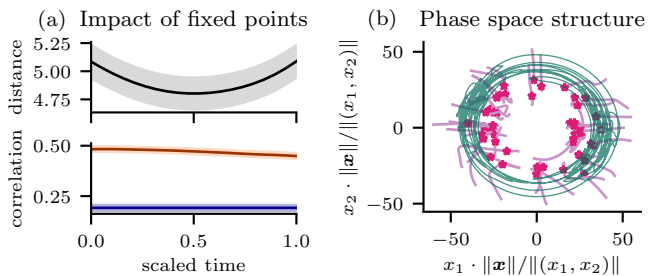 (a) Impact of fixed points
distance
5.25
5.00
4.75
correlation
0.50
0.25
0.0
0.5
1.0
scaled time
(b) Phase space structure
x₂ · ‖x‖/‖(x₁, x₂)‖
50
0
−50
−50
0
50
x₁ · ‖x‖/‖(x₁, x₂)‖